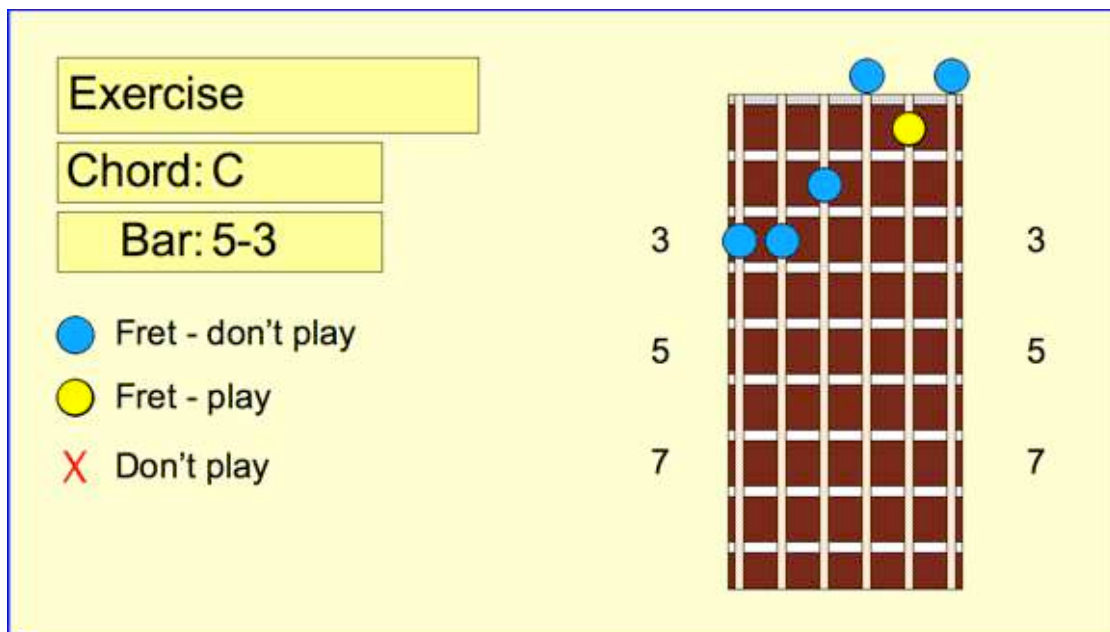 Exercise
Chord: C
Bar: 5-3
Fret - don’t play
Fret - play
X Don’t play
3 3
5 5
7 7